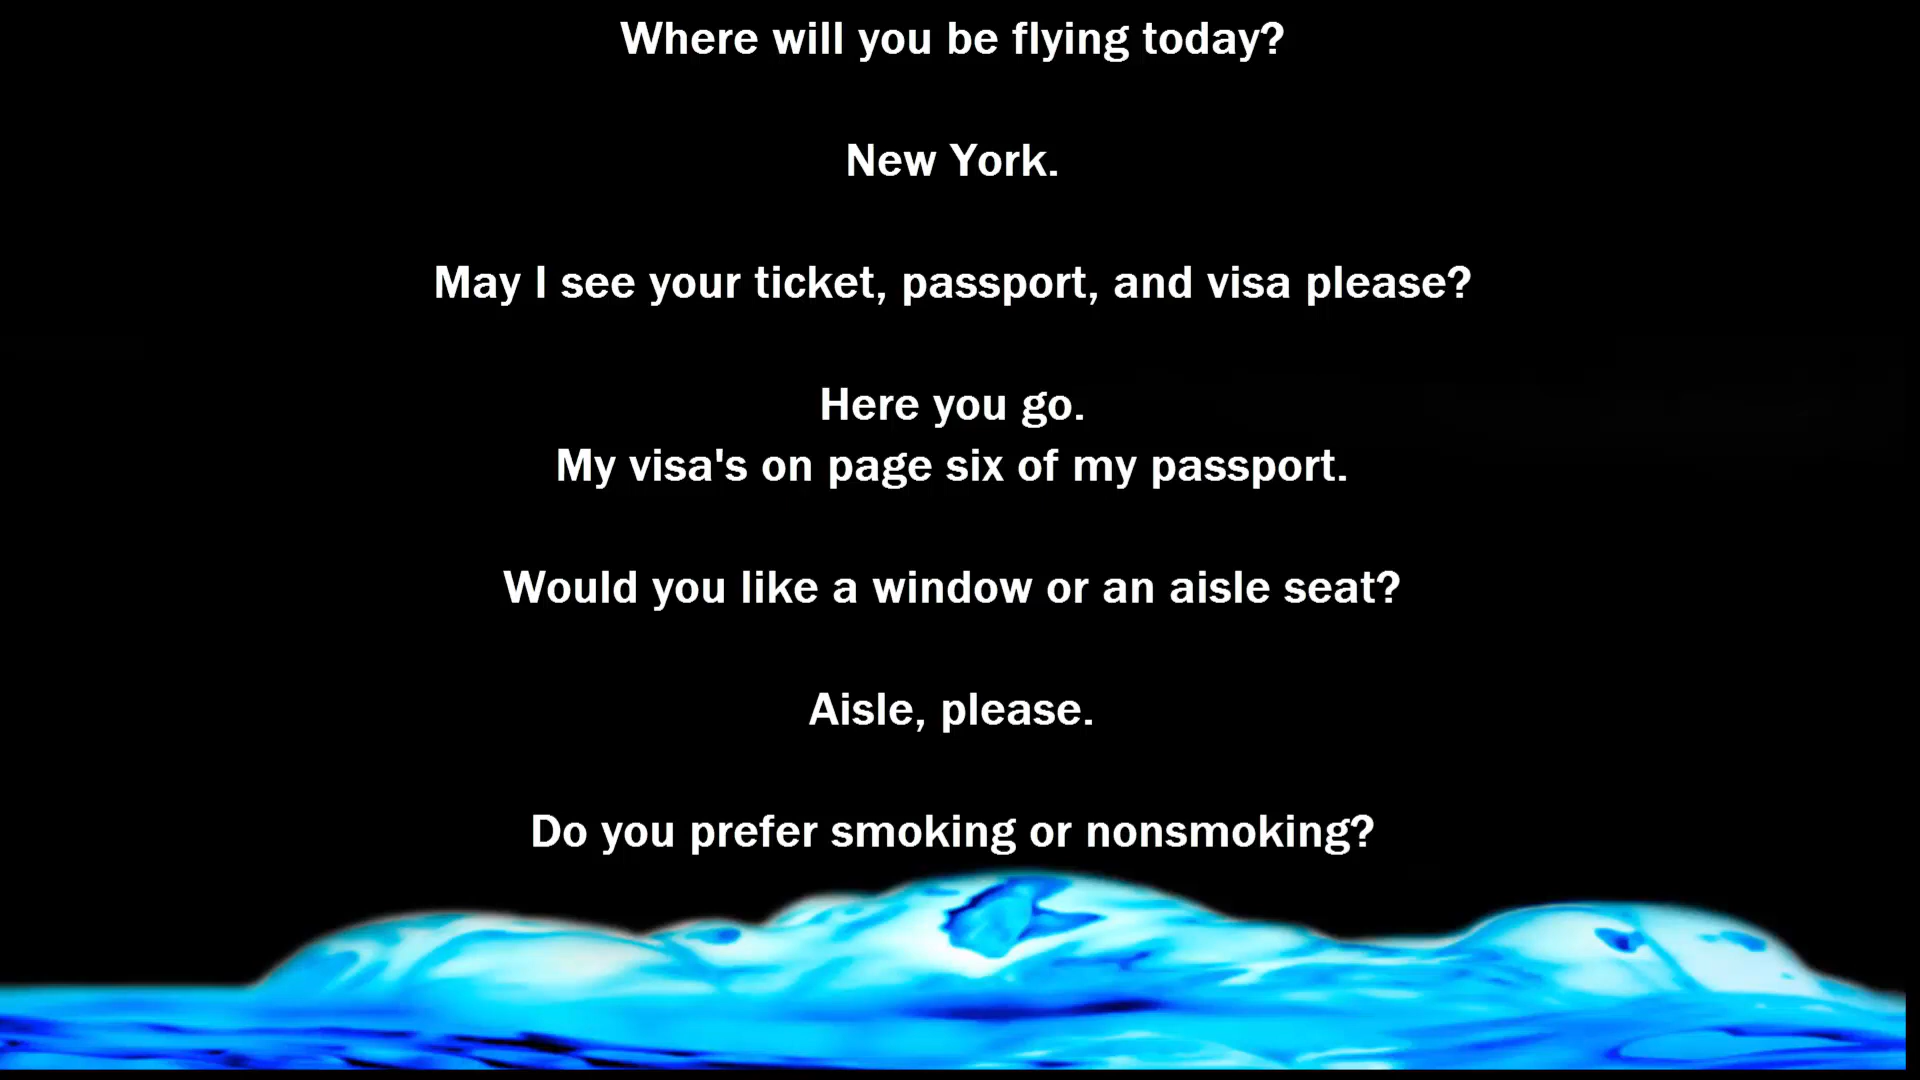 Where will you be flying today?
New York.
May I see your ticket, passport, and visa please?
Here you go.
My visa's on page six of my passport.
Would you like a window or an aisle seat?
Aisle, please.
Do you prefer smoking or nonsmoking?